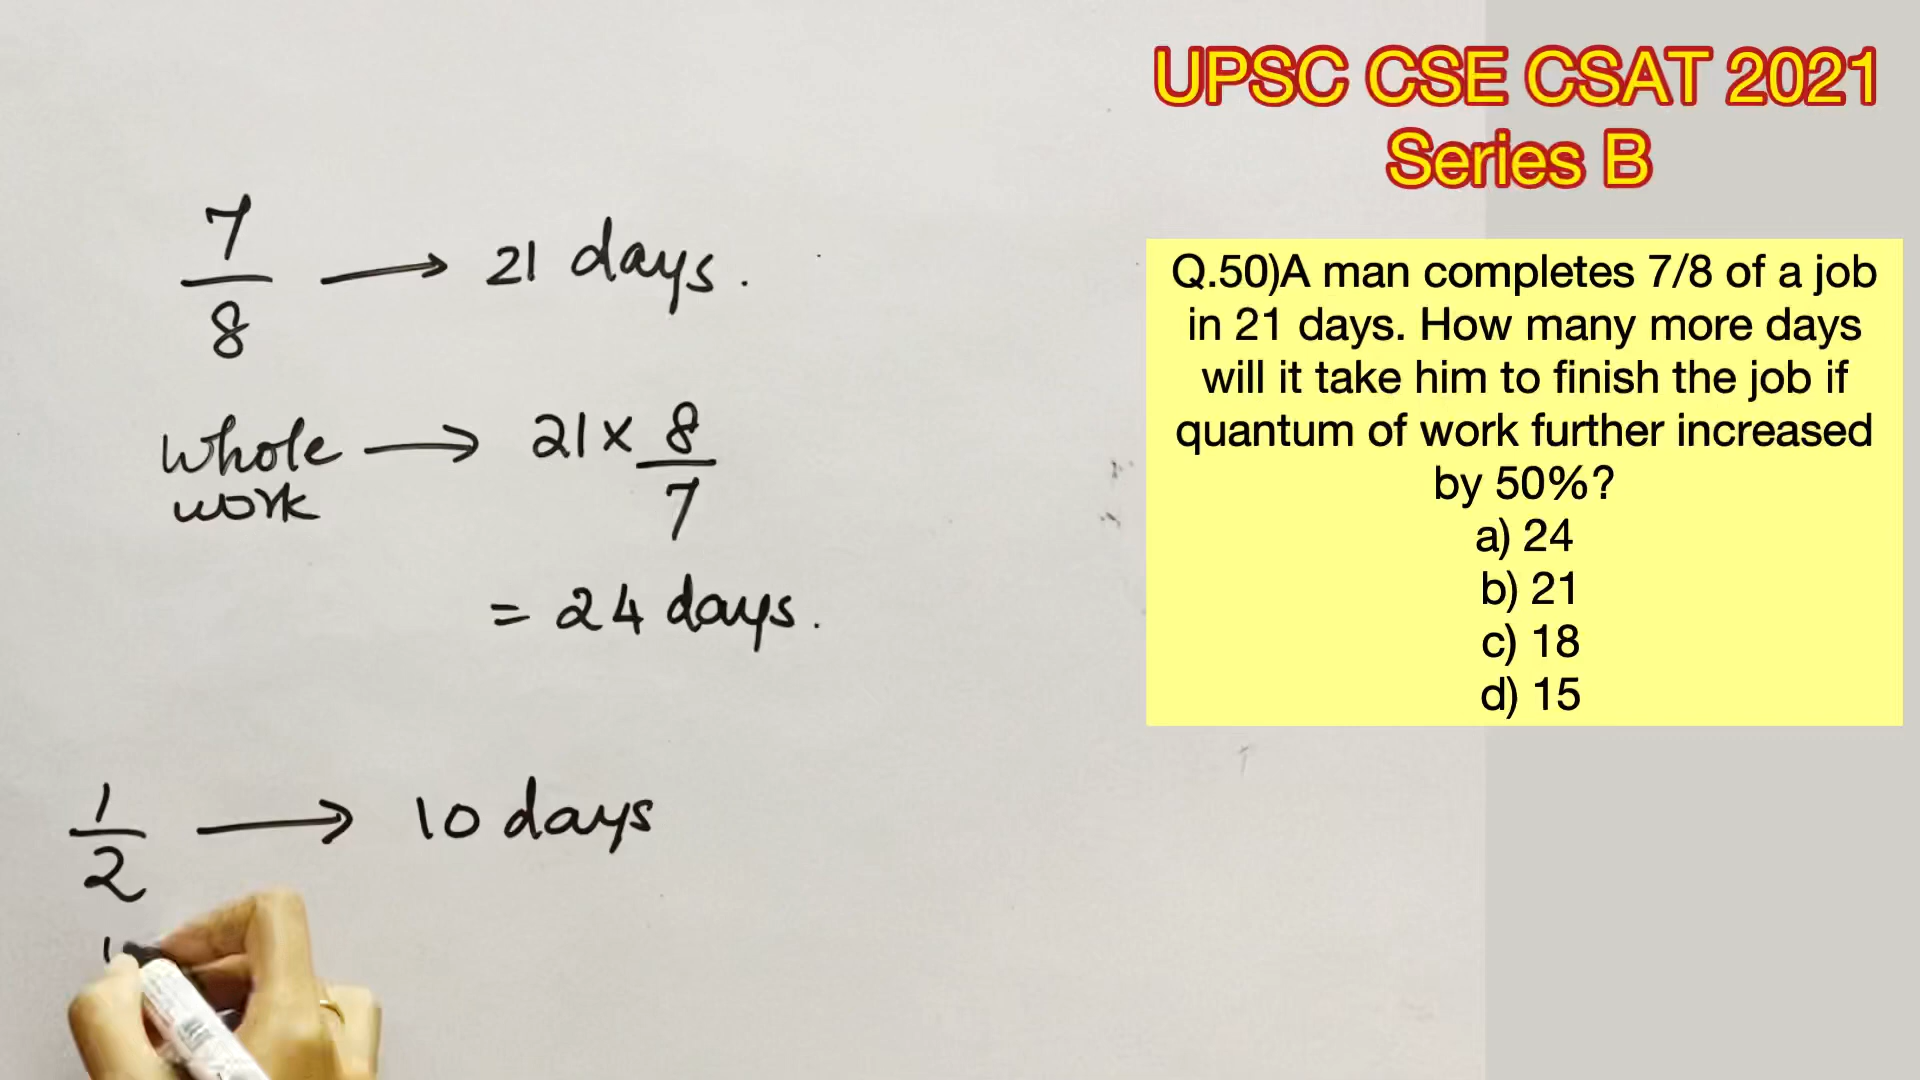 UPSC CSE CSAT 2021
Series B
Q.50)A man completes 7/8 of a job
in 21 days. How many more days
will it take him to finish the job if
quantum of work further increased
by 50%?
a) 24
b) 21
c) 18
d) 15
7/8 → 21 days.
whole work → 21 x 8/7
= 24 days.
1/2 → 10 days